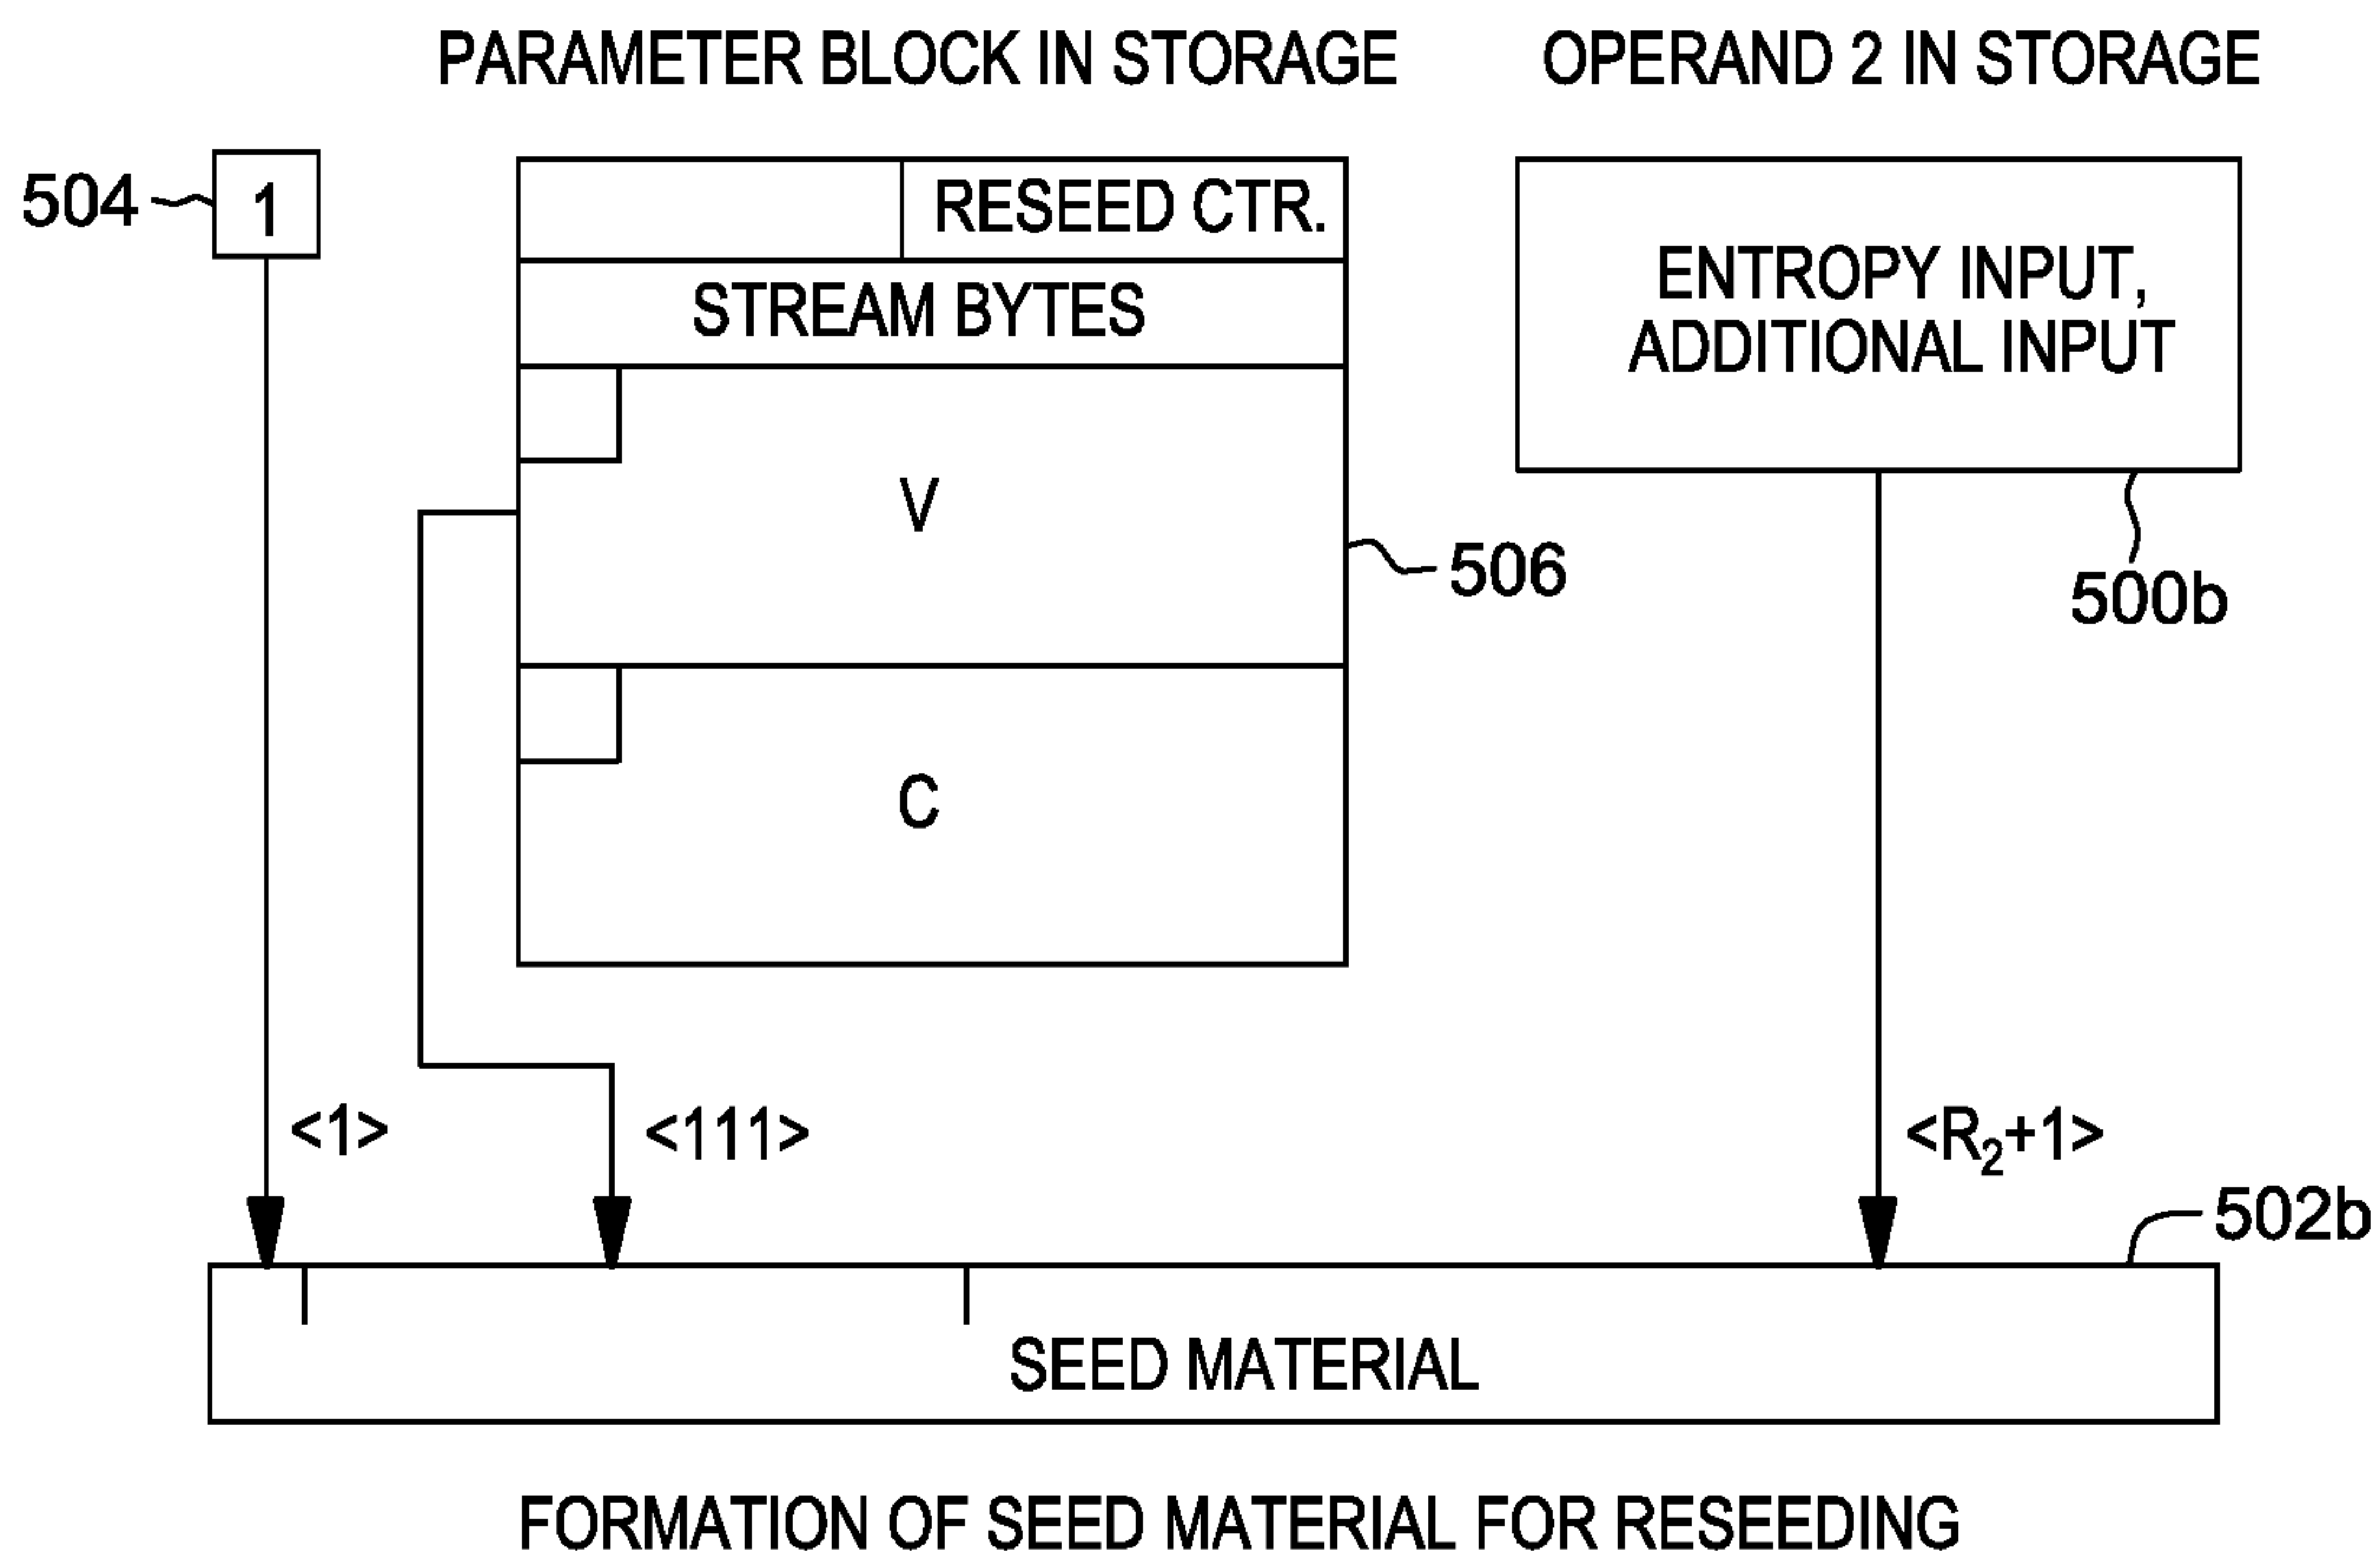 PARAMETER BLOCK IN STORAGE
OPERAND 2 IN STORAGE
504
1
RESEED CTR.
STREAM BYTES
V
C
506
ENTROPY INPUT,
ADDITIONAL INPUT
500b
<1>
<111>
<R₂+1>
502b
SEED MATERIAL
FORMATION OF SEED MATERIAL FOR RESEEDING